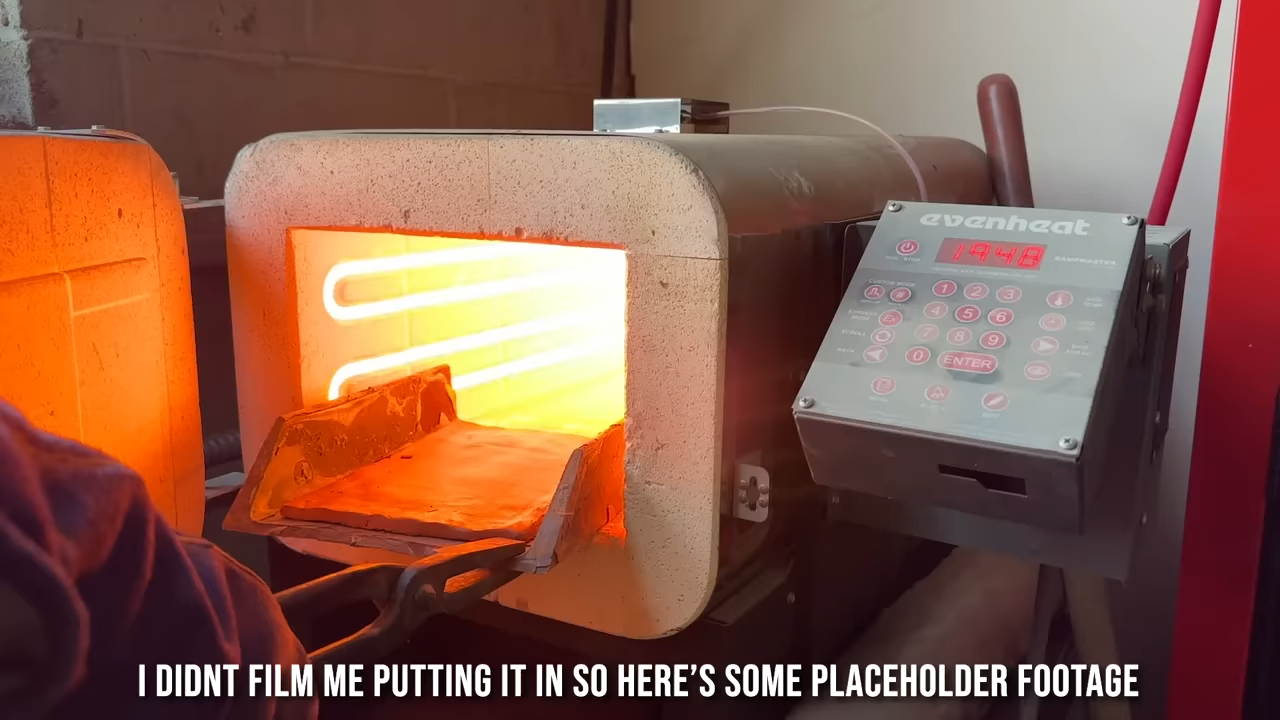 evenheat
1948
RAMPMASTER
1 2 3
4 5 6
7 8 9
0 ENTER
I DIDNT FILM ME PUTTING IT IN SO HERE’S SOME PLACEHOLDER FOOTAGE